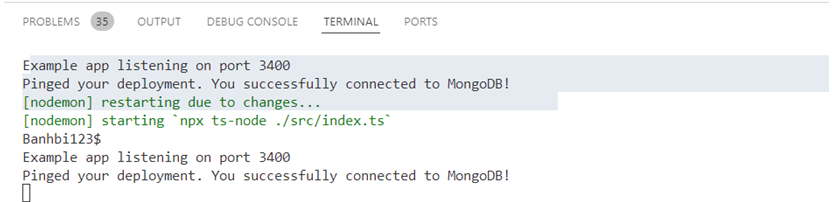 PROBLEMS 35 OUTPUT DEBUG CONSOLE TERMINAL PORTS
Example app listening on port 3400
Pinged your deployment. You successfully connected to MongoDB!
[nodemon] restarting due to changes...
[nodemon] starting `npx ts-node ./src/index.ts`
Banhbi123$
Example app listening on port 3400
Pinged your deployment. You successfully connected to MongoDB!